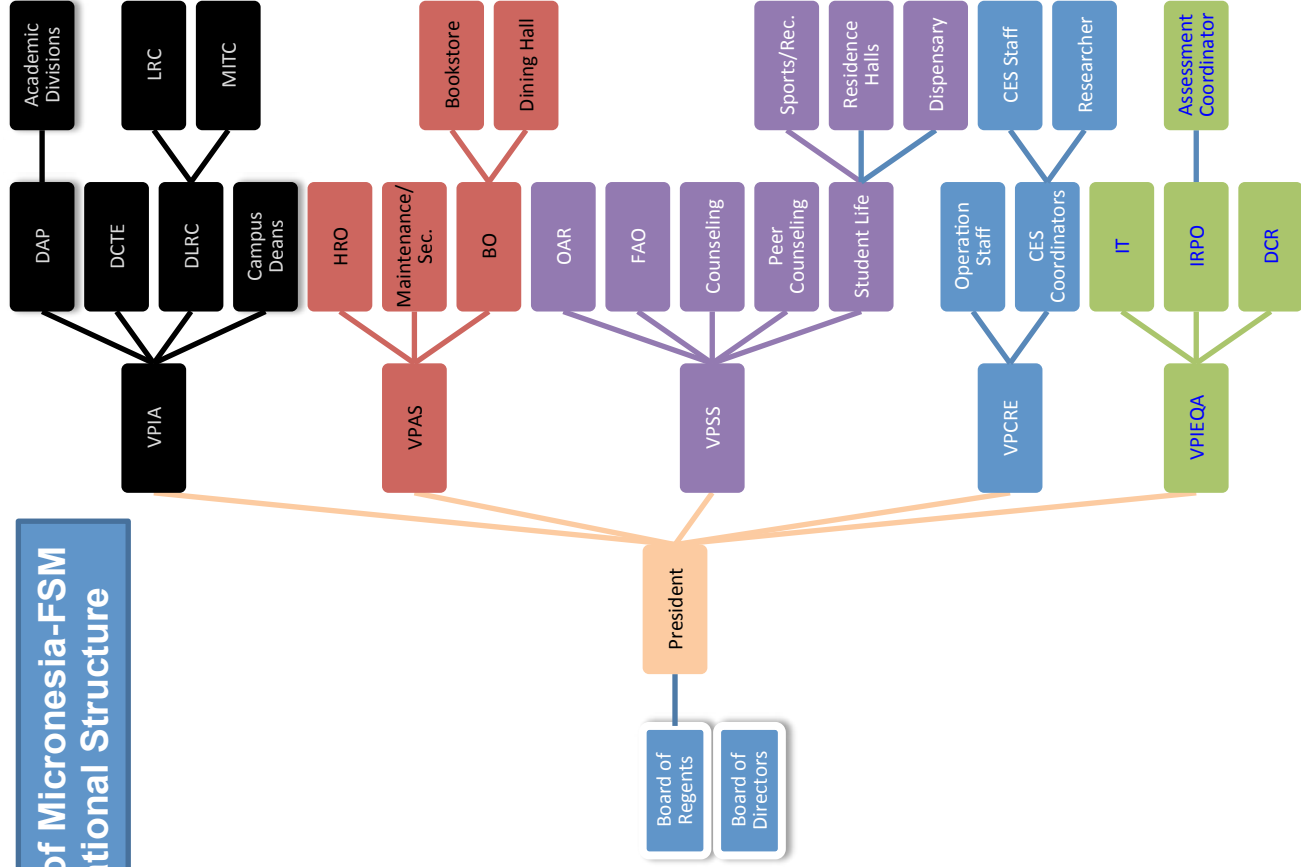 of Micronesia-FSM
ational Structure
Board of
Regents
Board of
Directors
President
VPIA
DAP
Academic
Divisions
DCTE
DLRC
LRC
MITC
Campus
Deans
VPAS
HRO
Maintenance/
Sec.
BO
Bookstore
Dining Hall
VPSS
OAR
FAO
Counseling
Peer
Counseling
Student Life
Sports/Rec.
Residence
Halls
Dispensary
VPCRE
Operation
Staff
CES
Coordinators
CES Staff
Researcher
VPIEQA
IT
IRPO
Assessment
Coordinator
DCR